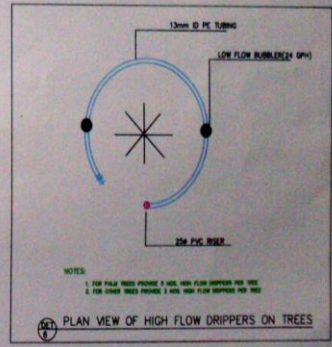 13mm ID PE TUBING
LOW FLOW BUBBLER(24 GPH)
25ø PVC RISER
NOTES:
1. FOR PALM TREES PROVIDE 5 NOS. HIGH FLOW DRIPPERS PER TREE
2. FOR OTHER TREES PROVIDE 2 NOS. HIGH FLOW DRIPPERS PER TREE
DET
6
PLAN VIEW OF HIGH FLOW DRIPPERS ON TREES